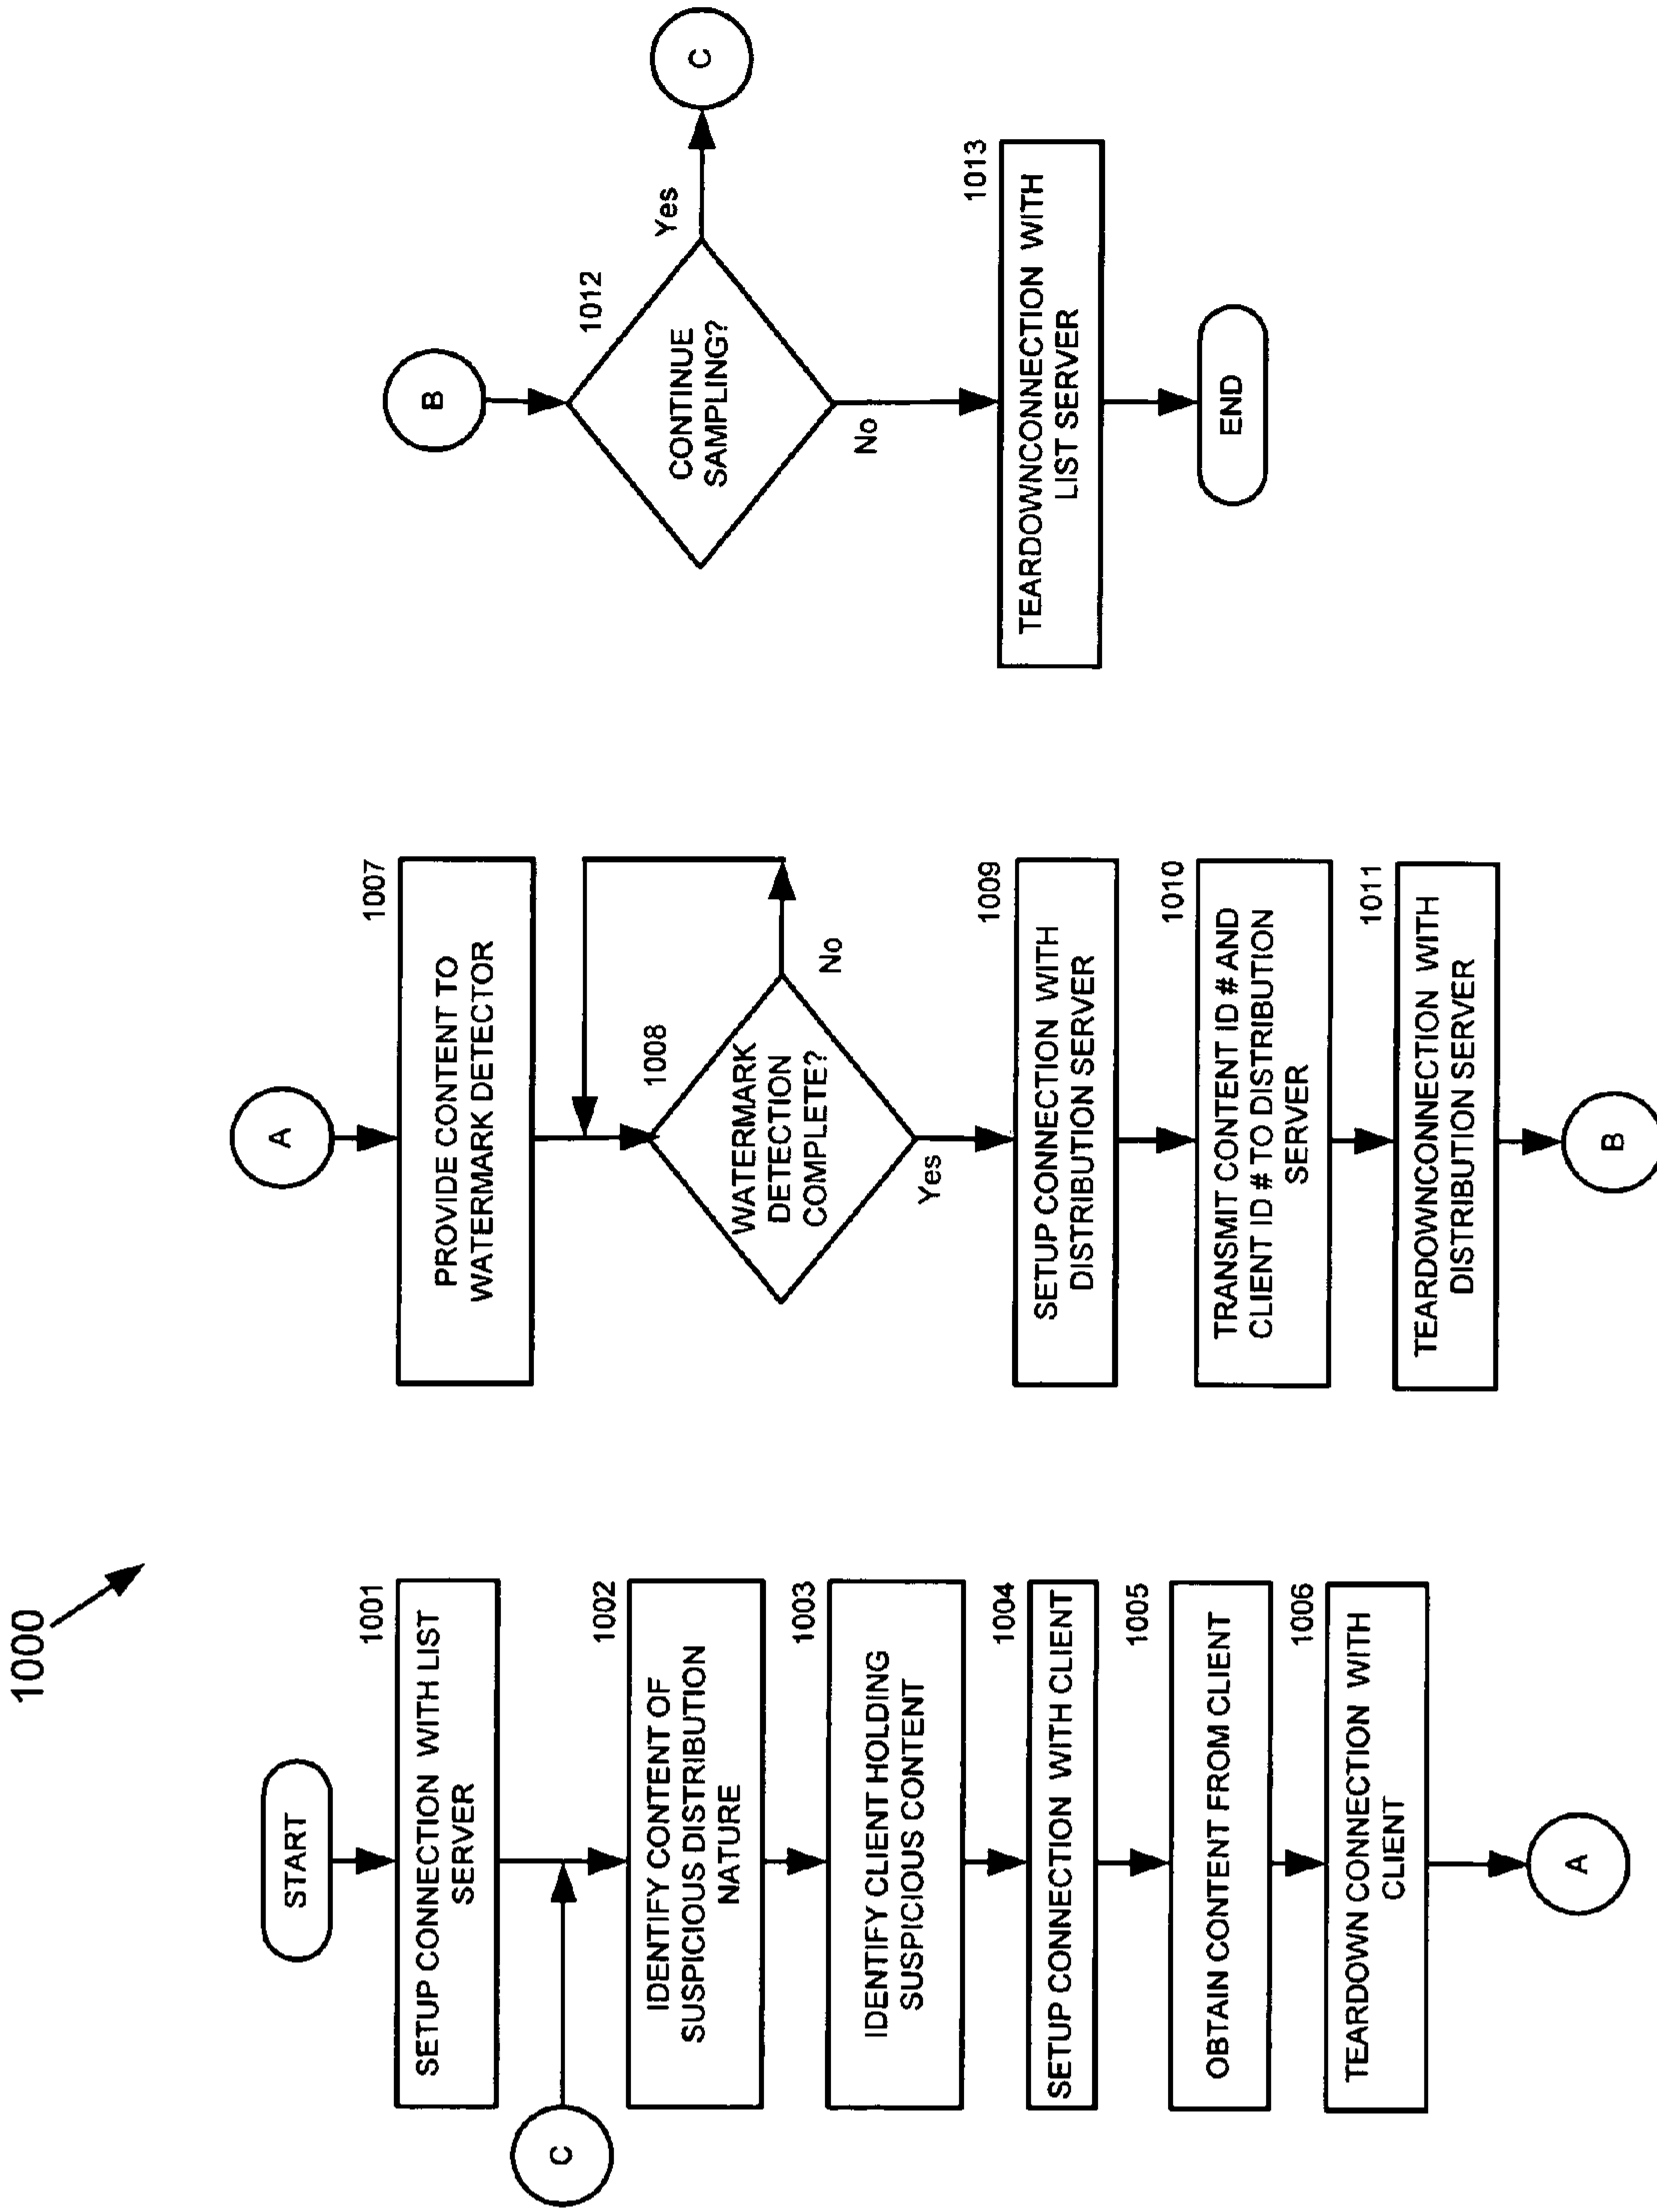 1000
START
1001
SETUP CONNECTION WITH LIST
SERVER
C
1002
IDENTIFY CONTENT OF
SUSPICIOUS DISTRIBUTION
NATURE
1003
IDENTIFY CLIENT HOLDING
SUSPICIOUS CONTENT
1004
SETUP CONNECTION WITH CLIENT
1005
OBTAIN CONTENT FROM CLIENT
1006
TEARDOWN CONNECTION WITH
CLIENT
A
A
1007
PROVIDE CONTENT TO
WATERMARK DETECTOR
1008
WATERMARK
DETECTION
COMPLETE?
No
Yes
1009
SETUP CONNECTION WITH
DISTRIBUTION SERVER
1010
TRANSMIT CONTENT ID # AND
CLIENT ID # TO DISTRIBUTION
SERVER
1011
TEARDOWNCONNECTION WITH
DISTRIBUTION SERVER
B
B
1012
CONTINUE
SAMPLING?
Yes
C
No
1013
TEARDOWNCONNECTION WITH
LIST SERVER
END